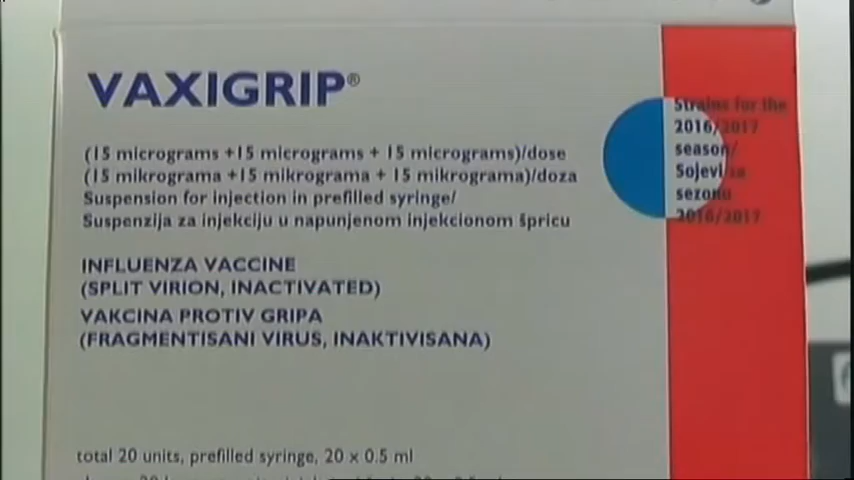 VAXIGRIP®
(15 micrograms +15 micrograms + 15 micrograms)/dose
(15 mikrograma +15 mikrograma + 15 mikrograma)/doza
Suspension for injection in prefilled syringe/
Suspenzija za injekciju u napunjenom injekcionom špricu
INFLUENZA VACCINE
(SPLIT VIRION, INACTIVATED)
VAKCINA PROTIV GRIPA
(FRAGMENTISANI VIRUS, INAKTIVISANA)
total 20 units, prefilled syringe, 20 x 0.5 ml
Strains for the
2016/2017
season/
Sojevi za
sezonu
2016/2017